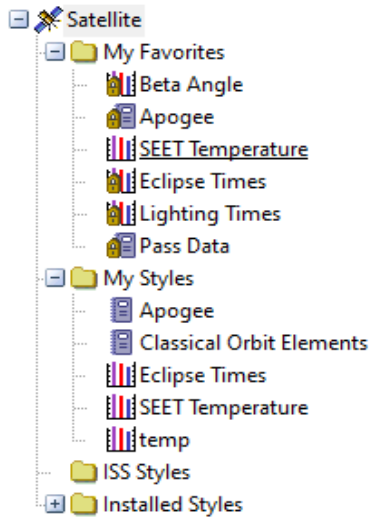 Satellite
My Favorites
Beta Angle
Apogee
SEET Temperature
Eclipse Times
Lighting Times
Pass Data
My Styles
Apogee
Classical Orbit Elements
Eclipse Times
SEET Temperature
temp
ISS Styles
Installed Styles